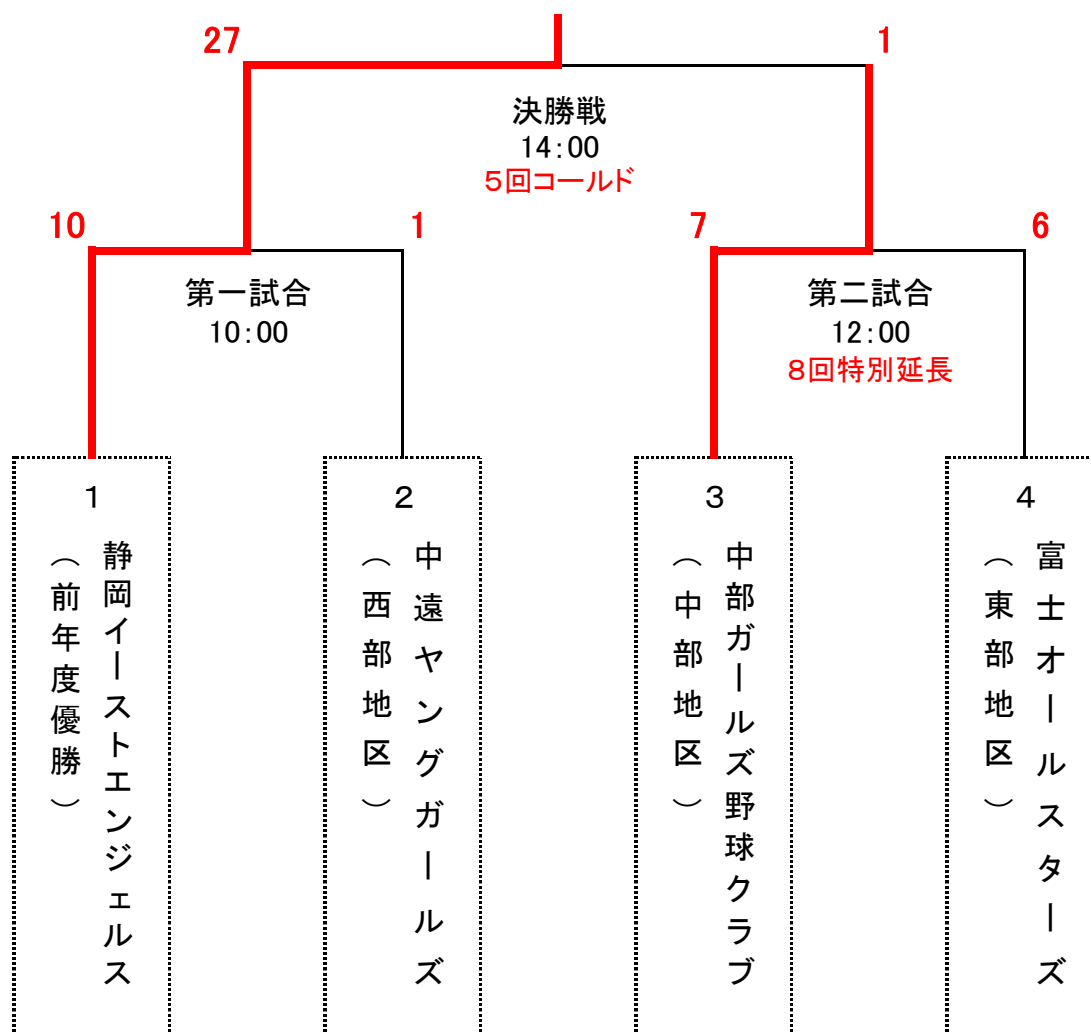 27
1
決勝戦
14:00
5回コールド
10
1
7
6
第一試合
10:00
第二試合
12:00
8回特別延長
1
静岡イーストエンジェルス
（前年度優勝）
2
中遠ヤングガールズ
（西部地区）
3
中部ガールズ野球クラブ
（中部地区）
4
富士オールスターズ
（東部地区）